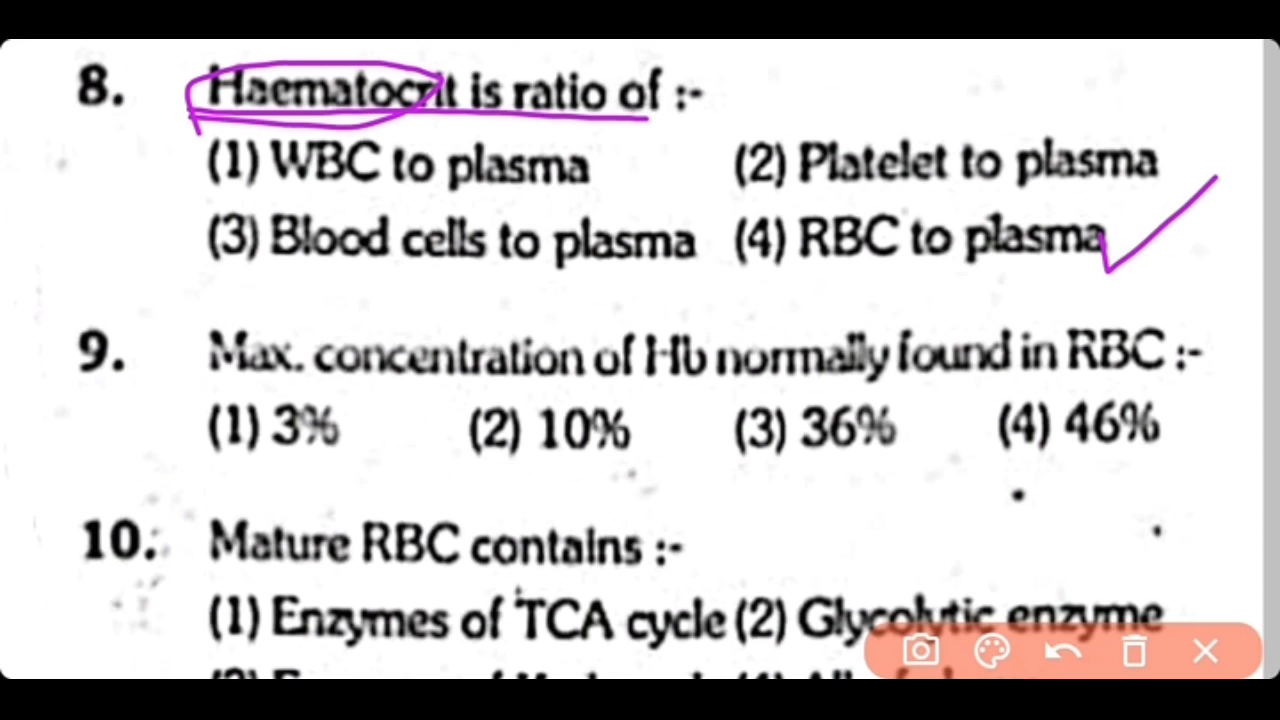 8. Haematocrit is ratio of :-
(1) WBC to plasma (2) Platelet to plasma
(3) Blood cells to plasma (4) RBC to plasma
9. Max. concentration of Hb normally found in RBC :-
(1) 3% (2) 10% (3) 36% (4) 46%
10. Mature RBC contains :-
(1) Enzymes of TCA cycle (2) Glycolytic enzyme